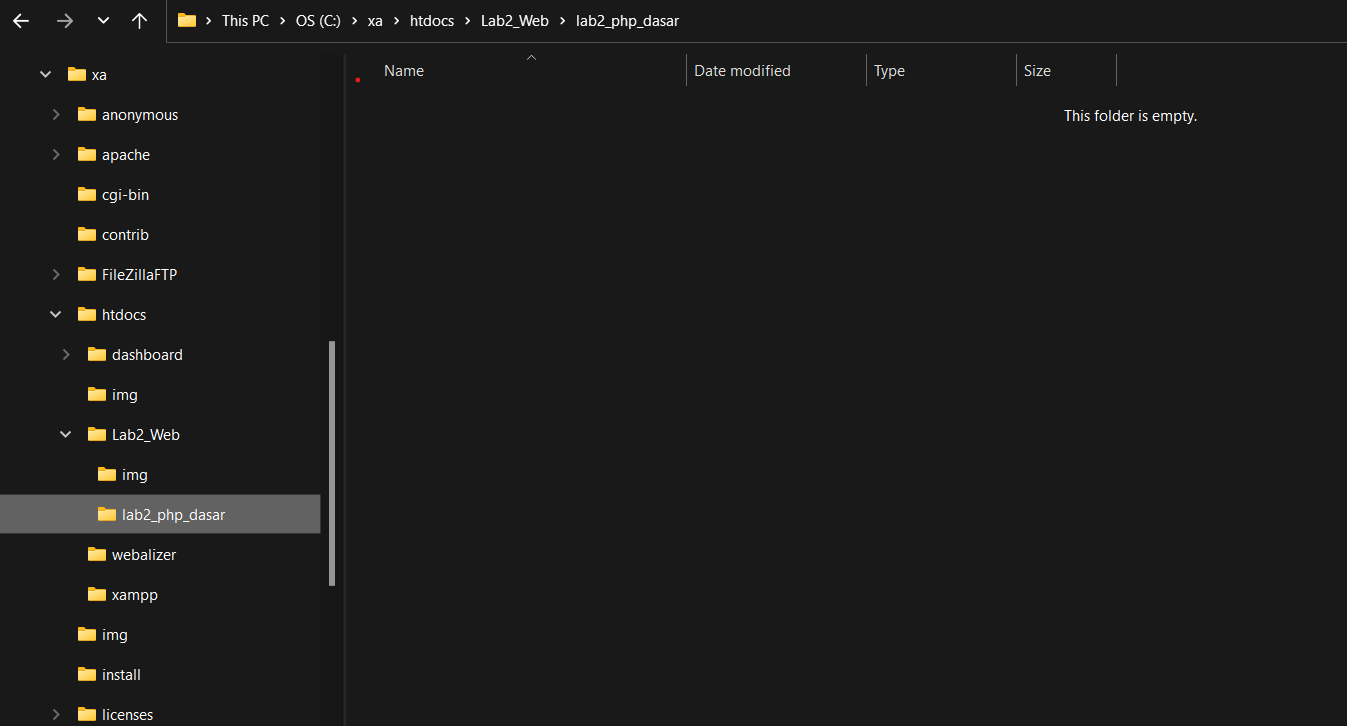 This PC > OS (C:) > xa > htdocs > Lab2_Web > lab2_php_dasar
xa
anonymous
apache
cgi-bin
contrib
FileZillaFTP
htdocs
dashboard
img
Lab2_Web
img
lab2_php_dasar
webalizer
xampp
img
install
licenses
Name Date modified Type Size
This folder is empty.